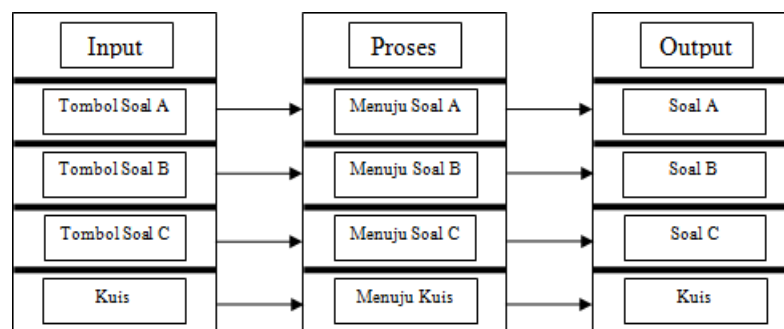 Input
Proses
Output
Tombol Soal A
Menuju Soal A
Soal A
Tombol Soal B
Menuju Soal B
Soal B
Tombol Soal C
Menuju Soal C
Soal C
Kuis
Menuju Kuis
Kuis